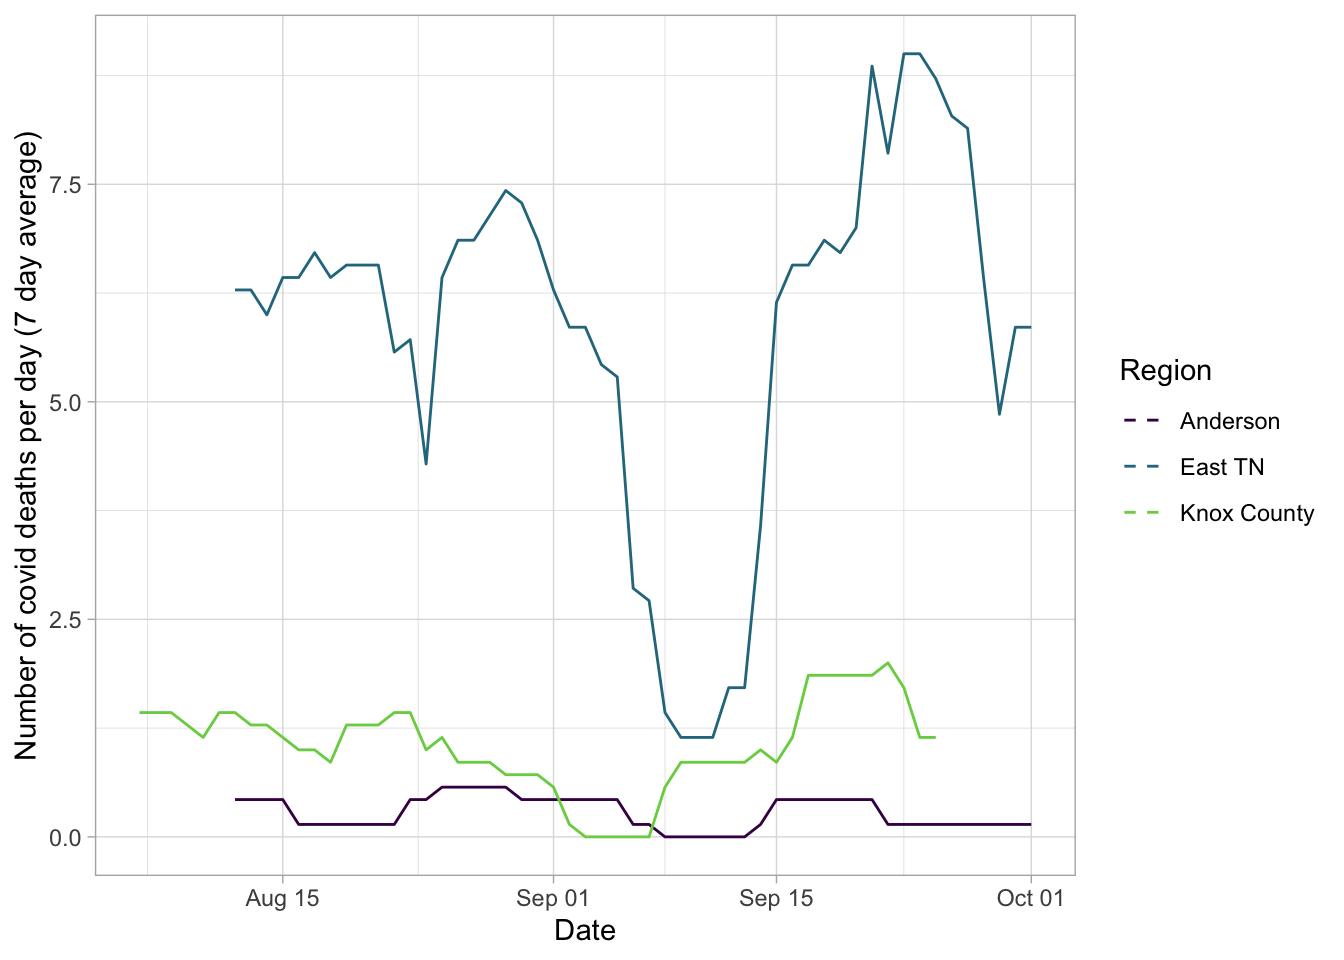 Number of covid deaths per day (7 day average)
7.5
5.0
2.5
0.0
Aug 15
Sep 01
Sep 15
Oct 01
Date
Region
Anderson
East TN
Knox County